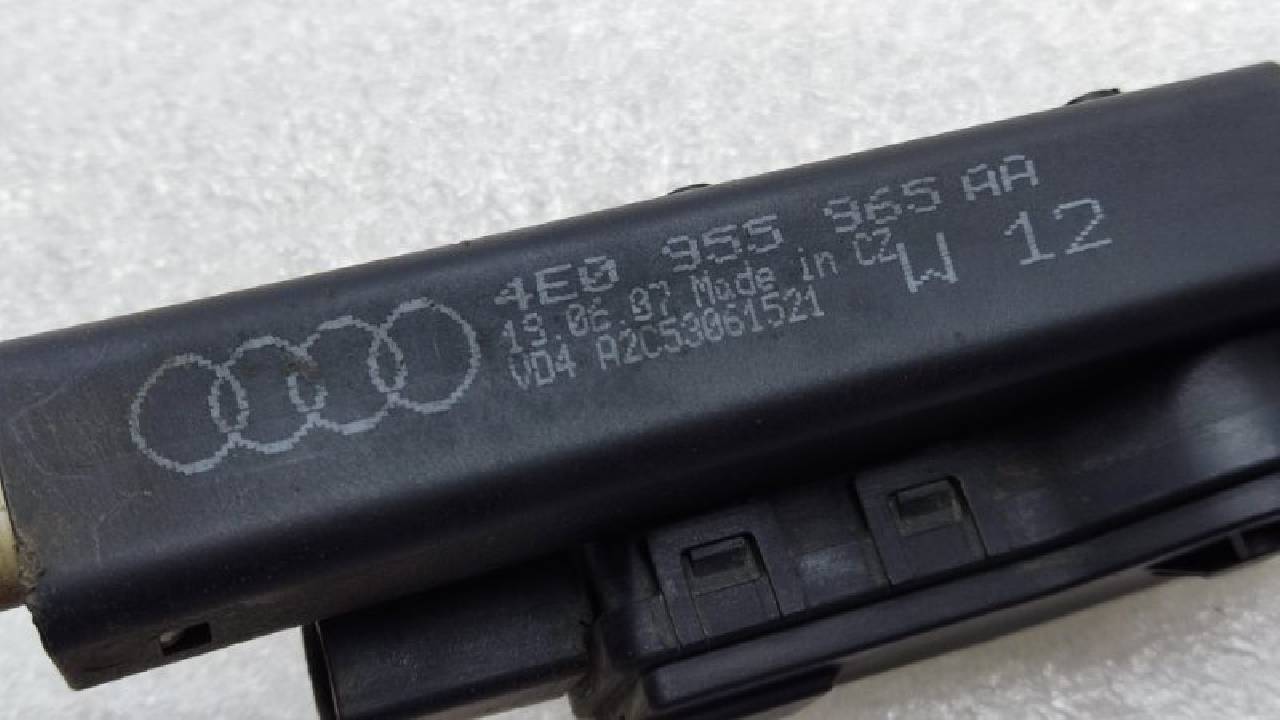 4E0 955 965 AA
19.06.07 Made in CZ
W 12
VD4 A2C53061521